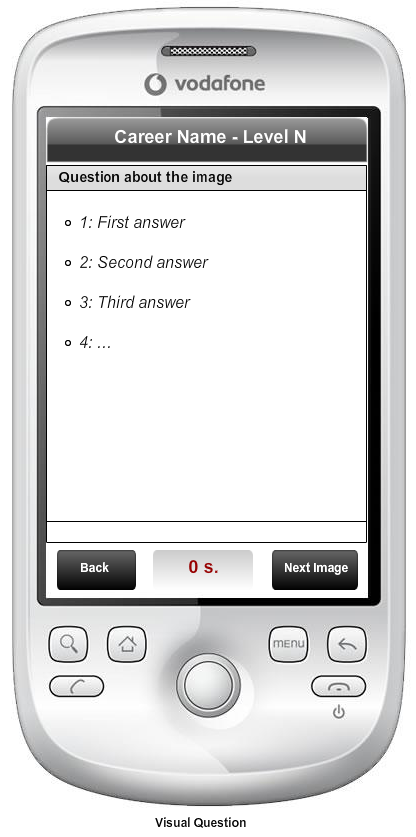 vodafone
Career Name - Level N
Question about the image
1: First answer
2: Second answer
3: Third answer
4: ...
Back
0 s.
Next Image
MENU
Visual Question